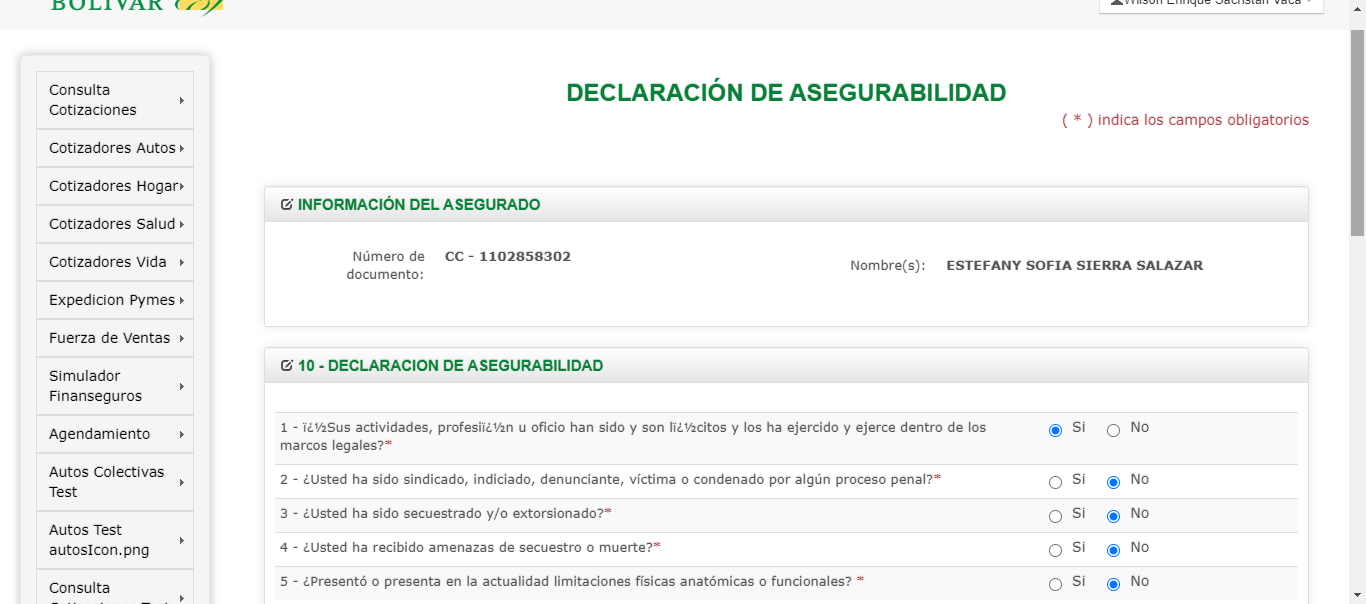 BOLÍVAR
Wilson Enrique Sachstan Vaca
Consulta
Cotizaciones
Cotizadores Autos
Cotizadores Hogar
Cotizadores Salud
Cotizadores Vida
Expedicion Pymes
Fuerza de Ventas
Simulador
Finanseguros
Agendamiento
Autos Colectivas
Test
Autos Test
autosIcon.png
Consulta
DECLARACIÓN DE ASEGURABILIDAD
( * ) indica los campos obligatorios
INFORMACIÓN DEL ASEGURADO
Número de
documento:
CC - 1102858302
Nombre(s): ESTEFANY SOFIA SIERRA SALAZAR
10 - DECLARACION DE ASEGURABILIDAD
1 - ï¿½Sus actividades, profesiï¿½n u oficio han sido y son lï¿½citos y los ha ejercido y ejerce dentro de los
marcos legales?*
Si No
2 - ¿Usted ha sido sindicado, indiciado, denunciante, víctima o condenado por algún proceso penal?* Si No
3 - ¿Usted ha sido secuestrado y/o extorsionado?* Si No
4 - ¿Usted ha recibido amenazas de secuestro o muerte?* Si No
5 - ¿Presentó o presenta en la actualidad limitaciones físicas anatómicas o funcionales? * Si No